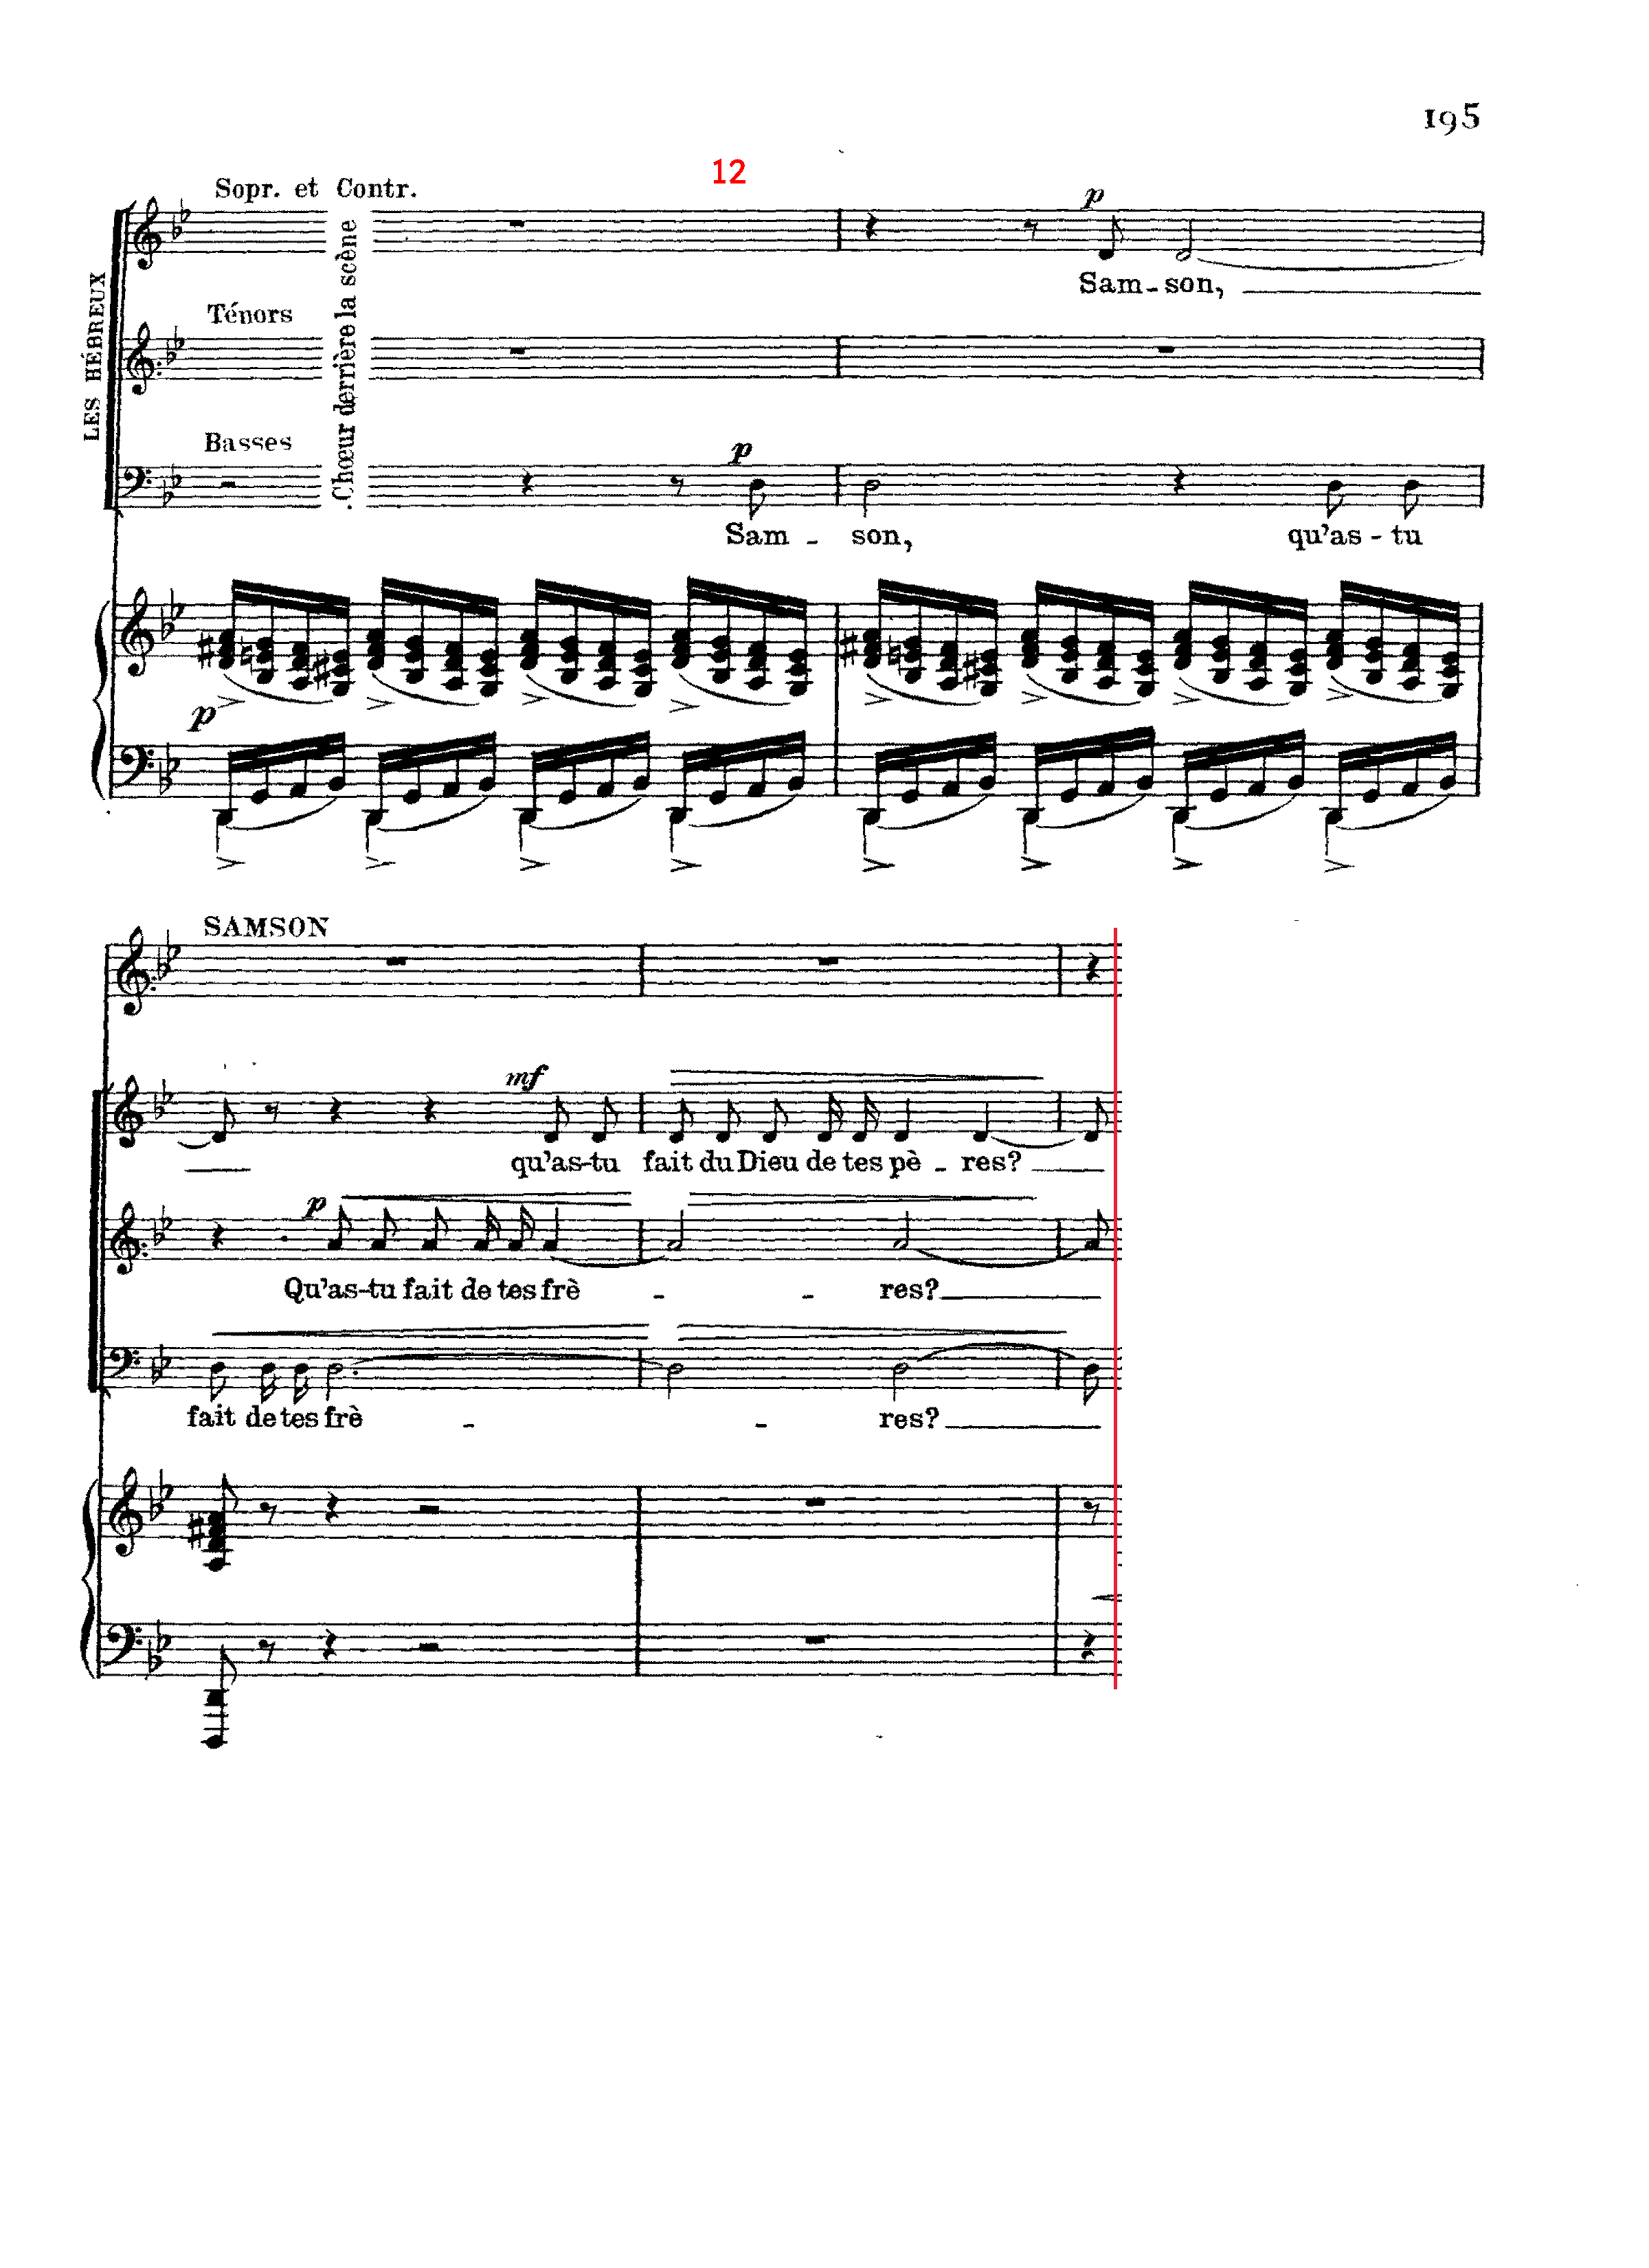 195
12
Sopr. et Contr.
p
Sam - son,
LES HÉBREUX
Chœur derrière la scène
Ténors
Basses
p
Sam - son, qu'as - tu
p
SAMSON
mf
qu'as-tu fait du Dieu de tes pè - res?
p
Qu'as-tu fait de tes frè - - res?
fait de tes frè - - res?